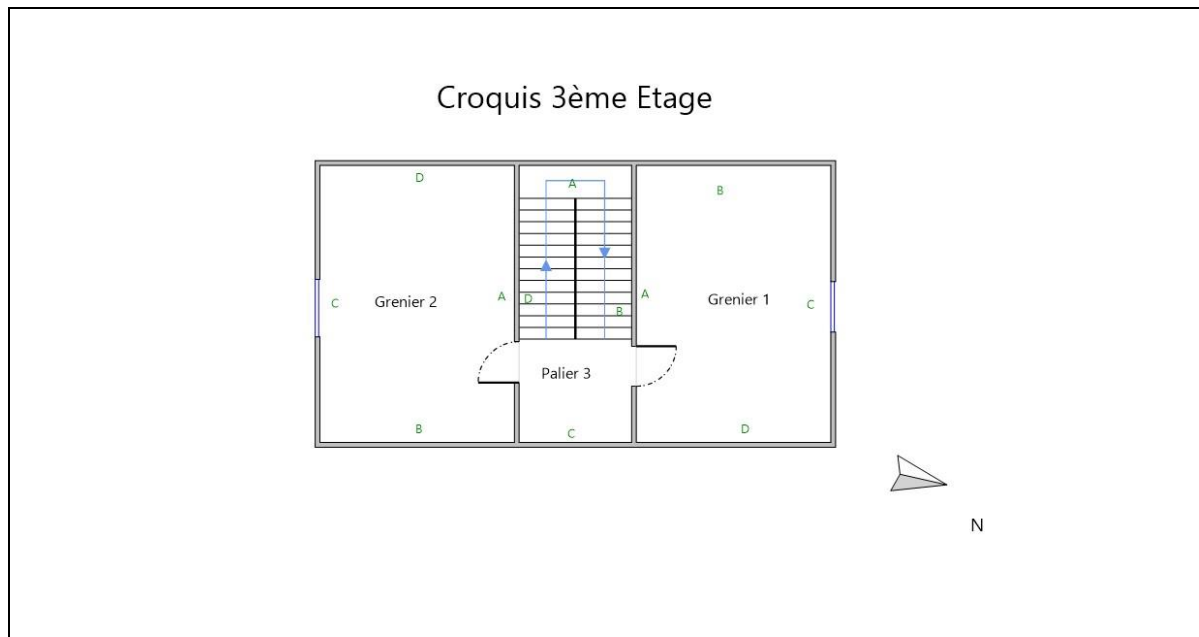 Croquis 3ème Etage
D
A
B
C
Grenier 2
A
D
B
A
Grenier 1
C
Palier 3
B
C
D
N